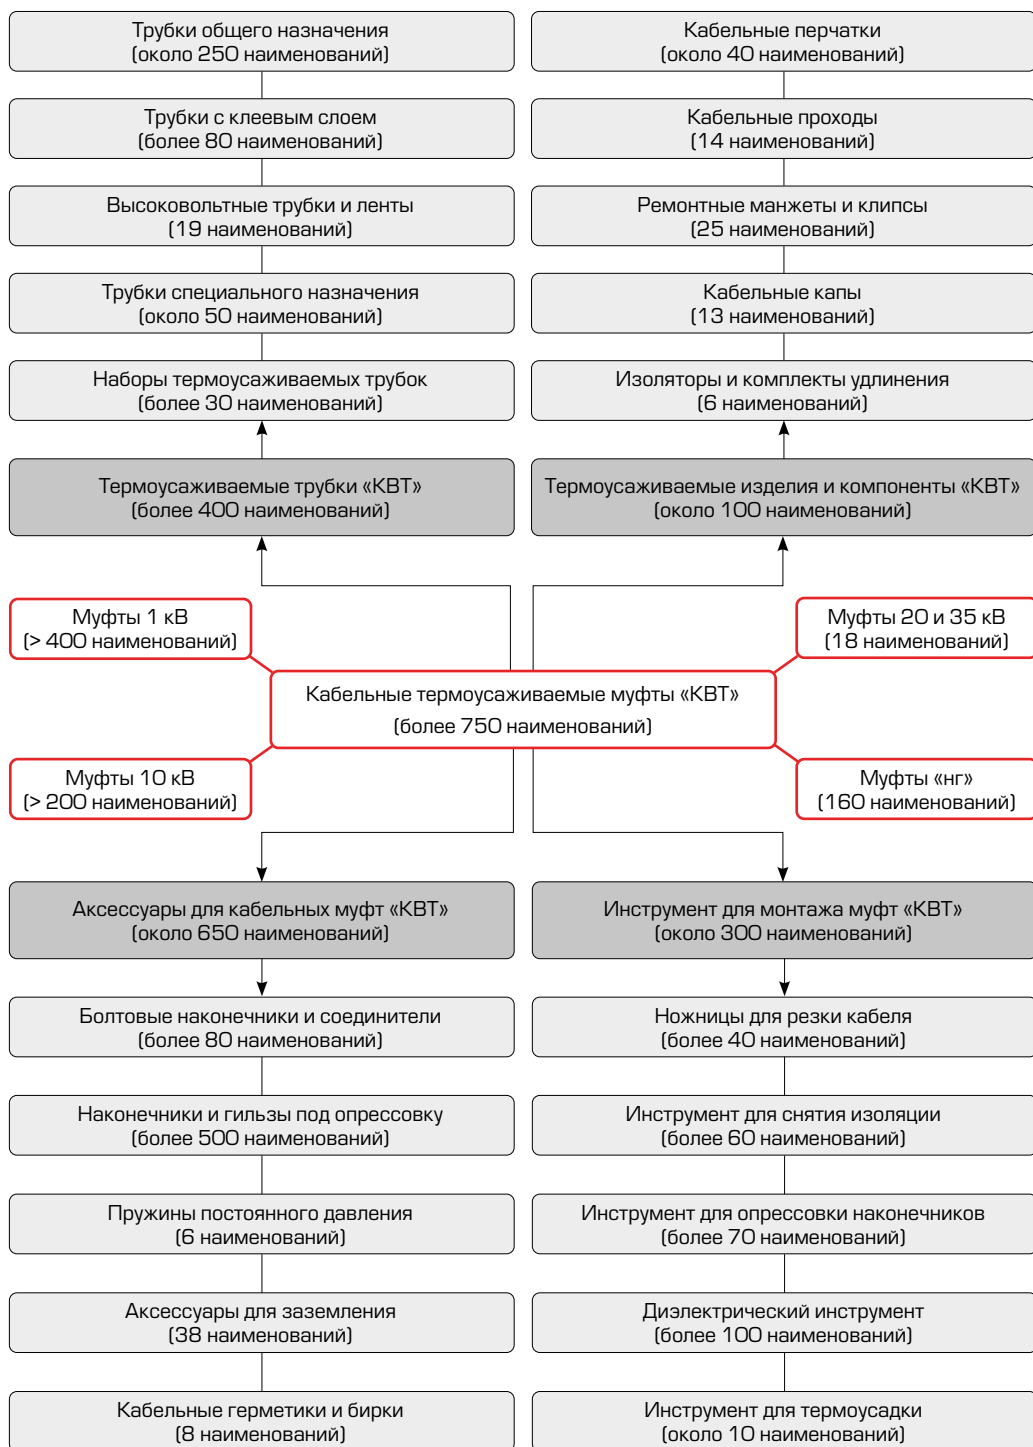 Трубки общего назначения
(около 250 наименований)
Кабельные перчатки
(около 40 наименований)
Трубки с клеевым слоем
(более 80 наименований)
Кабельные проходы
(14 наименований)
Высоковольтные трубки и ленты
(19 наименований)
Ремонтные манжеты и клипсы
(25 наименований)
Трубки специального назначения
(около 50 наименований)
Кабельные капы
(13 наименований)
Наборы термоусаживаемых трубок
(более 30 наименований)
Изоляторы и комплекты удлинения
(6 наименований)
Термоусаживаемые трубки «КВТ»
(более 400 наименований)
Термоусаживаемые изделия и компоненты «КВТ»
(около 100 наименований)
Муфты 1 кВ
(> 400 наименований)
Муфты 20 и 35 кВ
(18 наименований)
Кабельные термоусаживаемые муфты «КВТ»
(более 750 наименований)
Муфты 10 кВ
(> 200 наименований)
Муфты «нг»
(160 наименований)
Аксессуары для кабельных муфт «КВТ»
(около 650 наименований)
Инструмент для монтажа муфт «КВТ»
(около 300 наименований)
Болтовые наконечники и соединители
(более 80 наименований)
Ножницы для резки кабеля
(более 40 наименований)
Наконечники и гильзы под опрессовку
(более 500 наименований)
Инструмент для снятия изоляции
(более 60 наименований)
Пружины постоянного давления
(6 наименований)
Инструмент для опрессовки наконечников
(более 70 наименований)
Аксессуары для заземления
(38 наименований)
Диэлектрический инструмент
(более 100 наименований)
Кабельные герметики и бирки
(8 наименований)
Инструмент для термоусадки
(около 10 наименований)